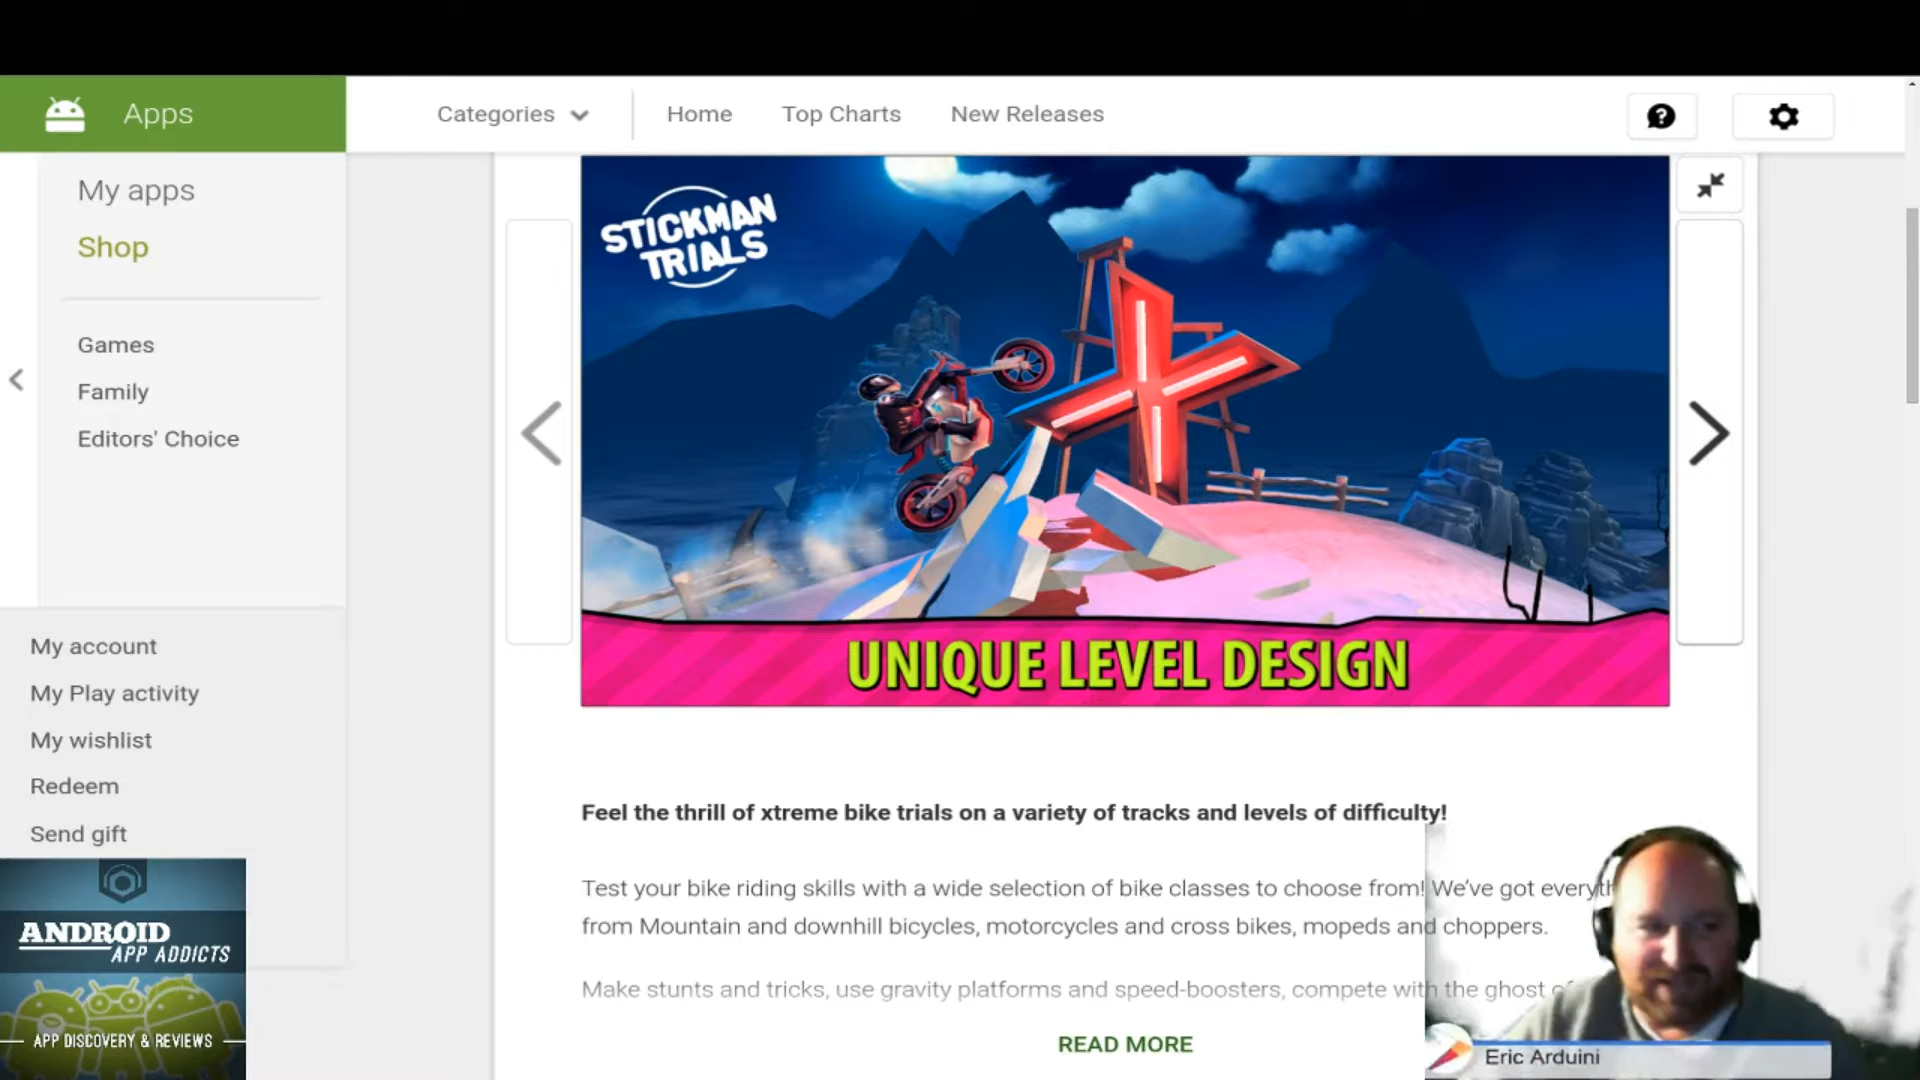 Apps
Categories
Home
Top Charts
New Releases
My apps
Shop
Games
Family
Editors' Choice
My account
My Play activity
My wishlist
Redeem
Send gift
STICKMAN
TRIALS
UNIQUE LEVEL DESIGN
Feel the thrill of xtreme bike trials on a variety of tracks and levels of difficulty!
Test your bike riding skills with a wide selection of bike classes to choose from! We've got everyth
from Mountain and downhill bicycles, motorcycles and cross bikes, mopeds and choppers.
Make stunts and tricks, use gravity platforms and speed-boosters, compete with the ghost of
READ MORE
ANDROID
APP ADDICTS
APP DISCOVERY & REVIEWS
Eric Arduini